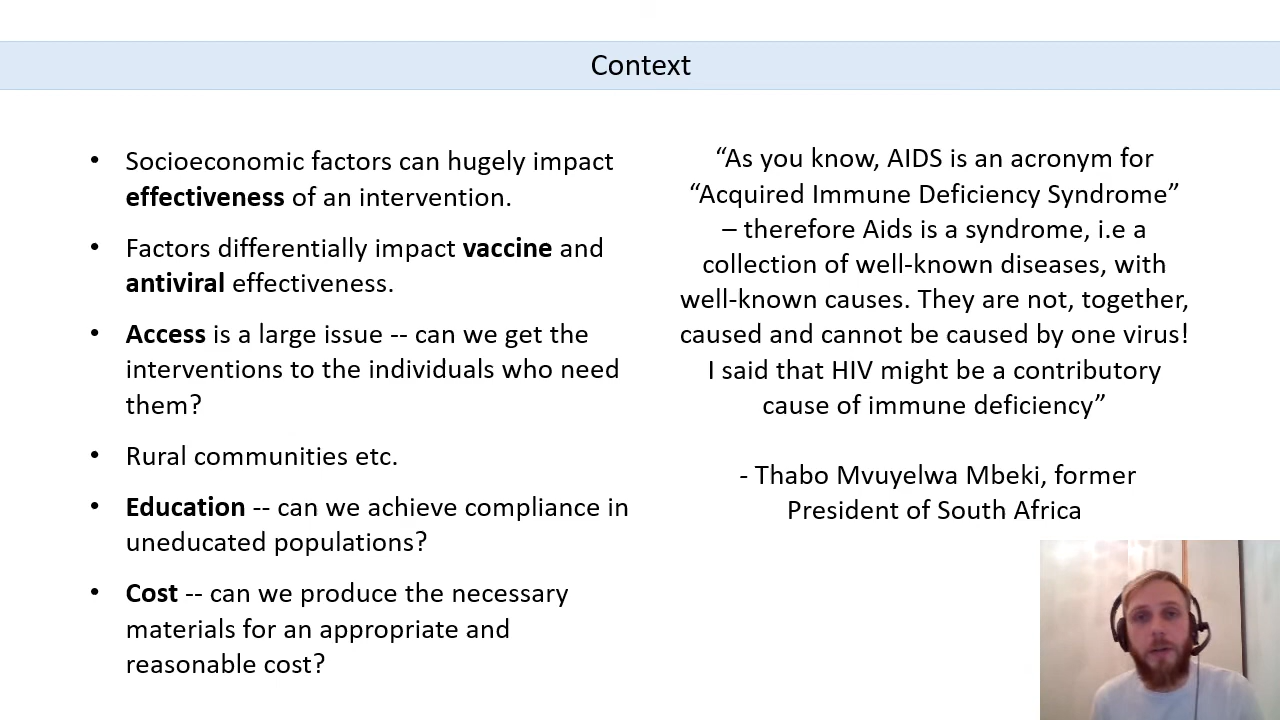 Context
• Socioeconomic factors can hugely impact
effectiveness of an intervention.
• Factors differentially impact vaccine and
antiviral effectiveness.
• Access is a large issue -- can we get the
interventions to the individuals who need
them?
• Rural communities etc.
• Education -- can we achieve compliance in
uneducated populations?
• Cost -- can we produce the necessary
materials for an appropriate and
reasonable cost?
“As you know, AIDS is an acronym for
“Acquired Immune Deficiency Syndrome”
– therefore Aids is a syndrome, i.e a
collection of well-known diseases, with
well-known causes. They are not, together,
caused and cannot be caused by one virus!
I said that HIV might be a contributory
cause of immune deficiency”
- Thabo Mvuyelwa Mbeki, former
President of South Africa